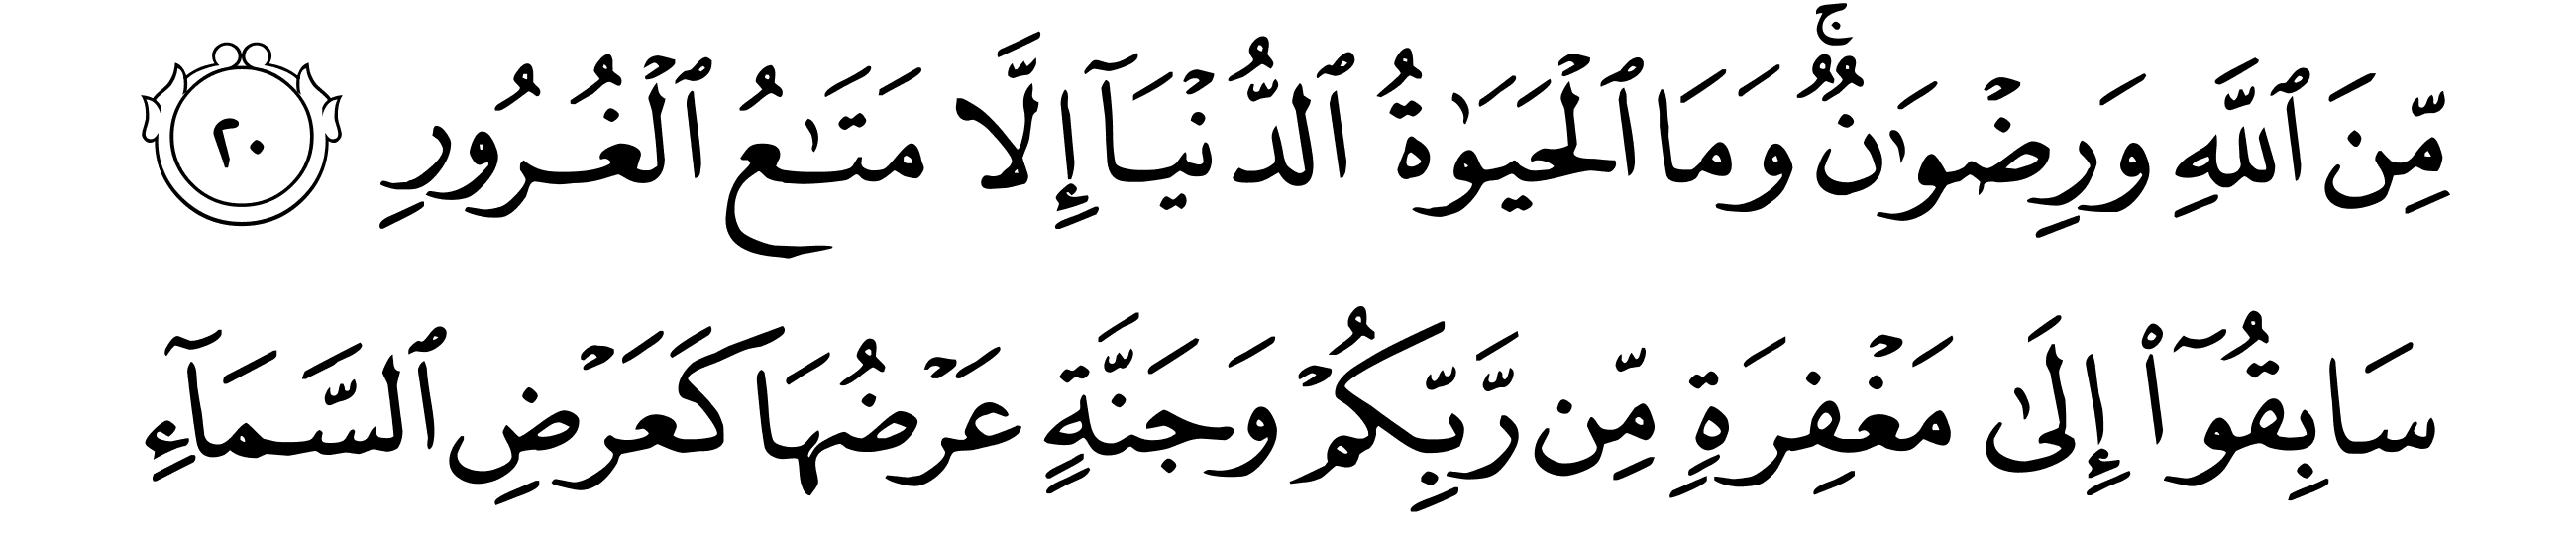 مِّنَ ٱللَّهِ وَرِضْوَٰنٌۚ وَمَا ٱلْحَيَوٰةُ ٱلدُّنْيَآ إِلَّا مَتَـٰعُ ٱلْغُرُورِ ٢٠
سَابِقُوٓا۟ إِلَىٰ مَغْفِرَةٍ مِّن رَّبِّكُمْ وَجَنَّةٍ عَرْضُهَا كَعَرْضِ ٱلسَّمَآءِ